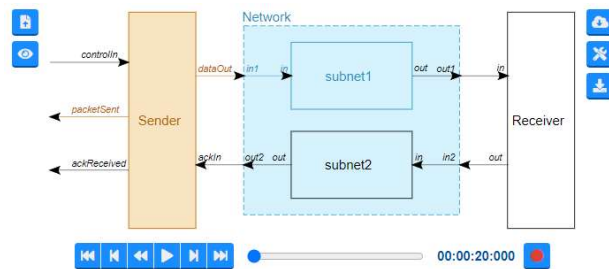 Network
controlIn
dataOut in1 in subnet1 out out1 in
packetSent
Sender
Receiver
ackReceived
ackIn out2 out subnet2 in in2 out
00:00:20:000